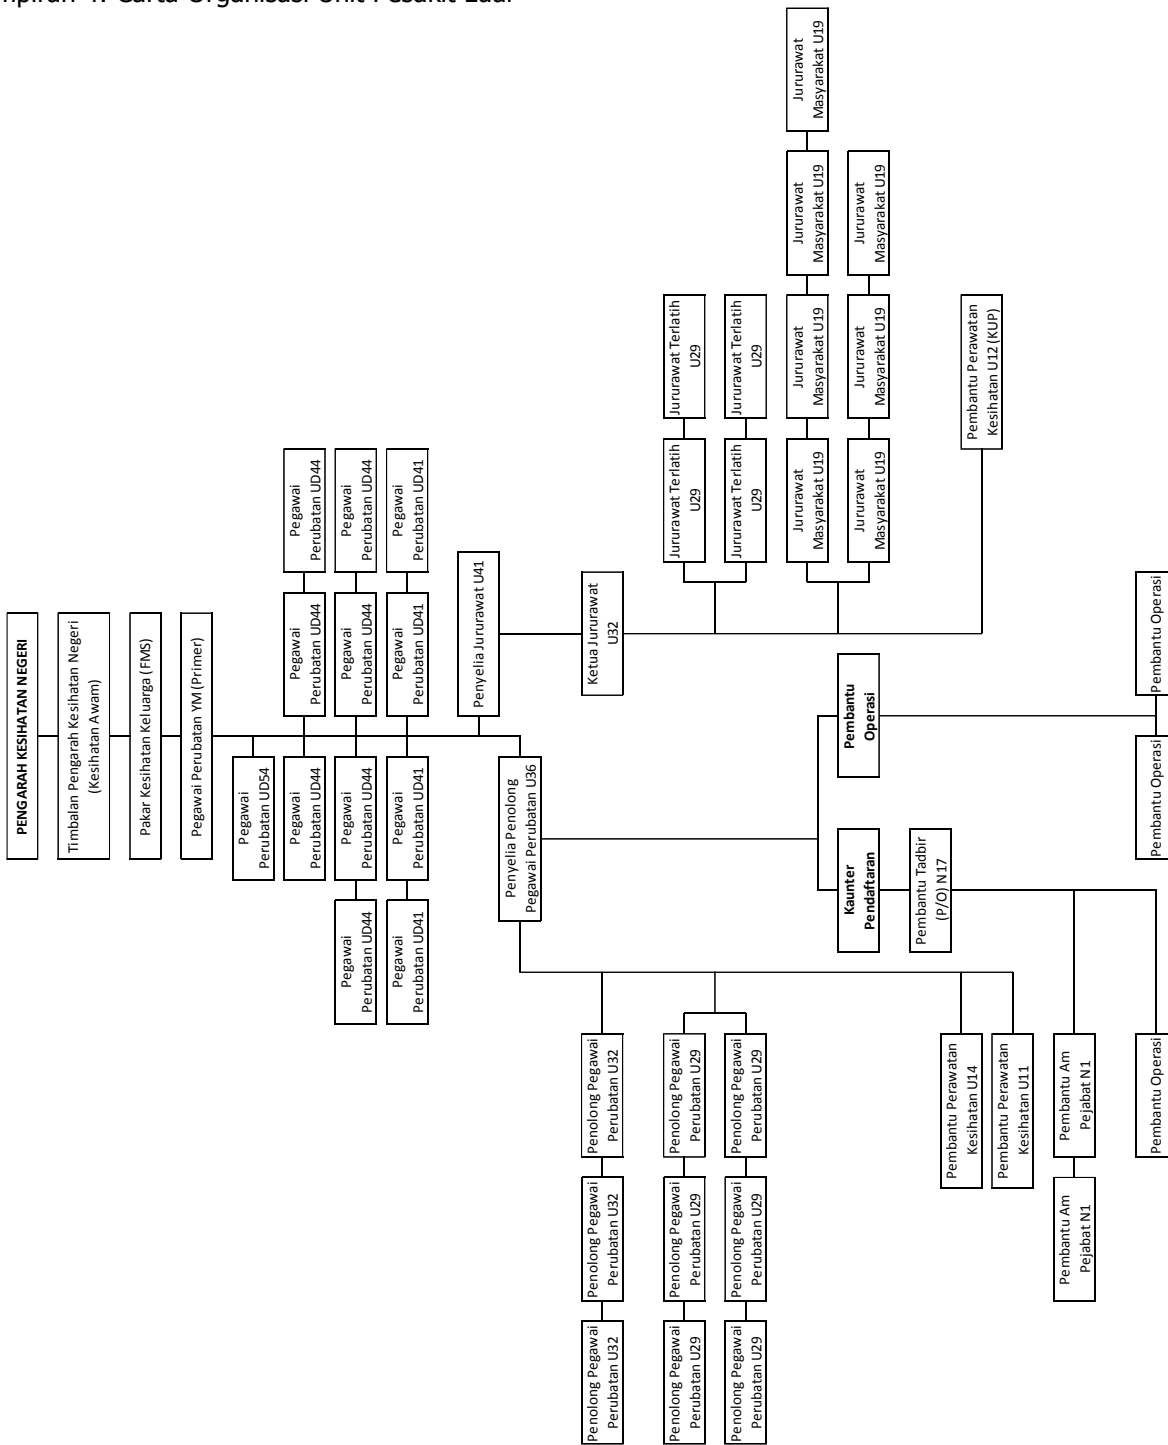 Carta Organisasi Unit Pesakit Luar
PENGARAH KESIHATAN NEGERI
Timbalan Pengarah Kesihatan Negeri
(Kesihatan Awam)
Pakar Kesihatan Keluarga (FMS)
Pegawai Perubatan YM (Primer)
Pegawai
Perubatan UD54
Pegawai
Perubatan UD44
Pegawai
Perubatan UD44
Pegawai
Perubatan UD44
Pegawai
Perubatan UD44
Pegawai
Perubatan UD44
Pegawai
Perubatan UD44
Pegawai
Perubatan UD44
Pegawai
Perubatan UD41
Pegawai
Perubatan UD41
Pegawai
Perubatan UD41
Pegawai
Perubatan UD41
Penyelia Jururawat U41
Penyelia Penolong
Pegawai Perubatan U36
Penolong Pegawai
Perubatan U32
Penolong Pegawai
Perubatan U32
Penolong Pegawai
Perubatan U32
Ketua Jururawat
U32
Penolong Pegawai
Perubatan U29
Penolong Pegawai
Perubatan U29
Penolong Pegawai
Perubatan U29
Jururawat Terlatih
U29
Jururawat Terlatih
U29
Penolong Pegawai
Perubatan U29
Penolong Pegawai
Perubatan U29
Penolong Pegawai
Perubatan U29
Jururawat Terlatih
U29
Jururawat Terlatih
U29
Jururawat
Masyarakat U19
Jururawat
Masyarakat U19
Jururawat
Masyarakat U19
Jururawat
Masyarakat U19
Kaunter
Pendaftaran
Pembantu
Operasi
Jururawat
Masyarakat U19
Jururawat
Masyarakat U19
Jururawat
Masyarakat U19
Pembantu Tadbir
(P/O) N17
Pembantu Perawatan
Kesihatan U14
Pembantu Perawatan
Kesihatan U12 (KUP)
Pembantu Perawatan
Kesihatan U11
Pembantu Am
Pejabat N1
Pembantu Am
Pejabat N1
Pembantu Operasi
Pembantu Operasi
Pembantu Operasi